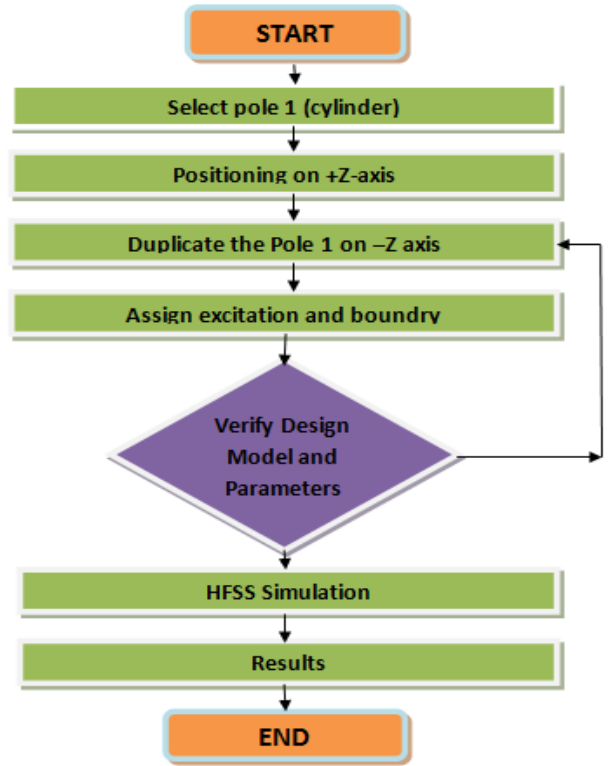 START
Select pole 1 (cylinder)
Positioning on +Z-axis
Duplicate the Pole 1 on –Z axis
Assign excitation and boundry
Verify Design
Model and
Parameters
HFSS Simulation
Results
END